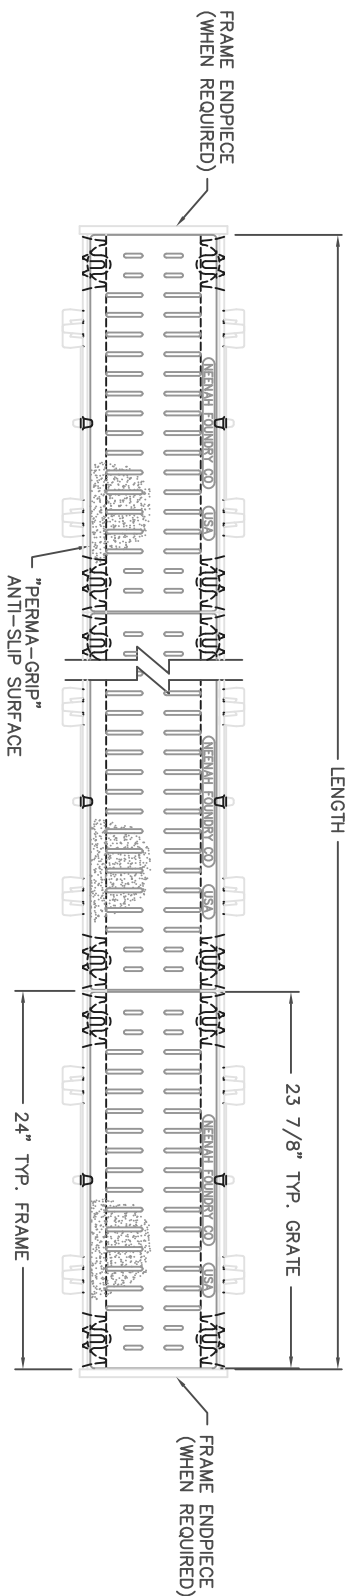 FRAME ENDPIECE
(WHEN REQUIRED)
NEENAH FOUNDRY CO
USA
"PERMA-GRIP"
ANTI-SLIP SURFACE
LENGTH
NEENAH FOUNDRY CO
USA
23 7/8" TYP. GRATE
24" TYP. FRAME
NEENAH FOUNDRY CO
USA
FRAME ENDPIECE
(WHEN REQUIRED)